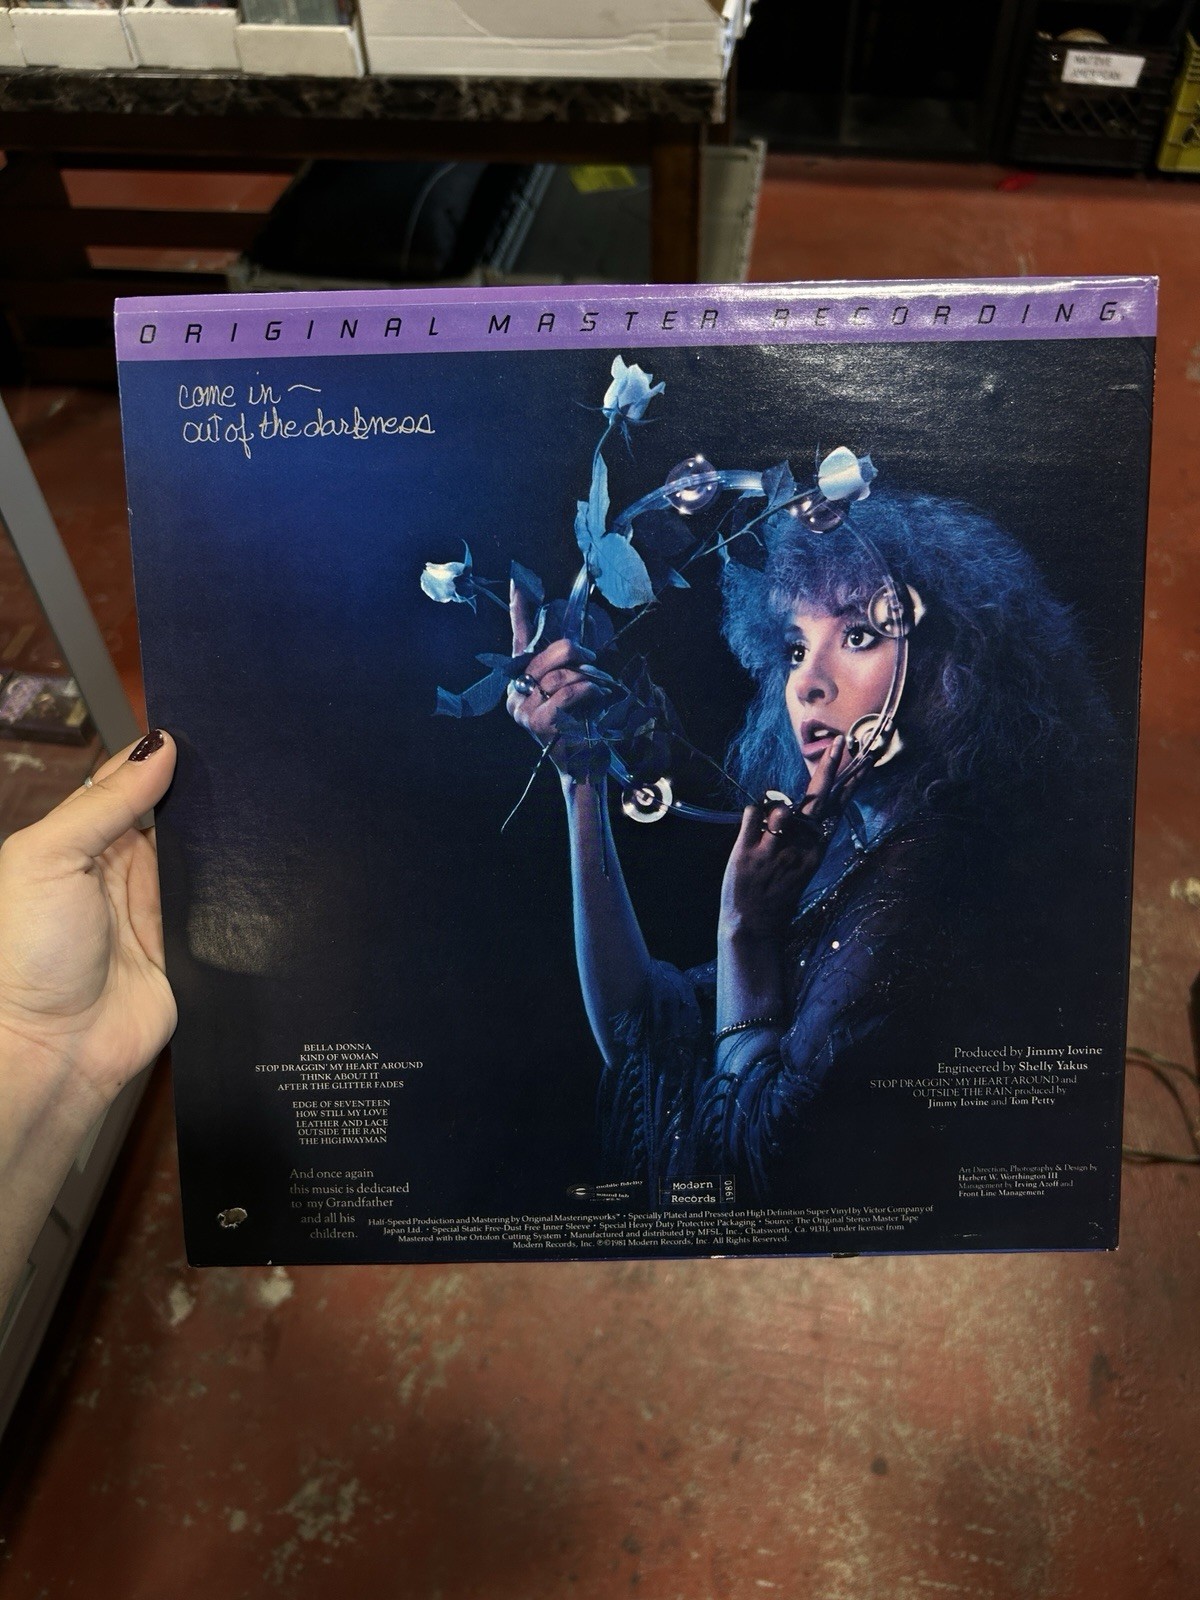 NATIVE
AMERICAN
ORIGINAL MASTER RECORDING
come in ~
out of the darkness
BELLA DONNA
KIND OF WOMAN
STOP DRAGGIN' MY HEART AROUND
THINK ABOUT IT
AFTER THE GLITTER FADES
EDGE OF SEVENTEEN
HOW STILL MY LOVE
LEATHER AND LACE
OUTSIDE THE RAIN
THE HIGHWAYMAN
And once again
this music is dedicated
to my Grandfather
and all his
children.
Produced by Jimmy Iovine
Engineered by Shelly Yakus
STOP DRAGGIN' MY HEART AROUND and
OUTSIDE THE RAIN produced by
Jimmy Iovine and Tom Petty
Art Direction, Photography & Design by
Herbert W. Worthington III
Management by Irving Azoff and
Front Line Management
mobile fidelity
sound lab
Modern
Records
1980
Half-Speed Production and Mastering by Original Masterworks™ • Specially Plated and Pressed on High Definition Super Vinyl by Victor Company of
Japan Ltd. • Special Static Free-Dust Free Inner Sleeve • Special Heavy Duty Protective Packaging • Source: The Original Stereo Master Tape
Mastered with the Ortofon Cutting System • Manufactured and distributed by MFSL, Inc., Chatsworth, Ca. 91311, under license from
Modern Records, Inc. ℗©1981 Modern Records, Inc. All Rights Reserved.